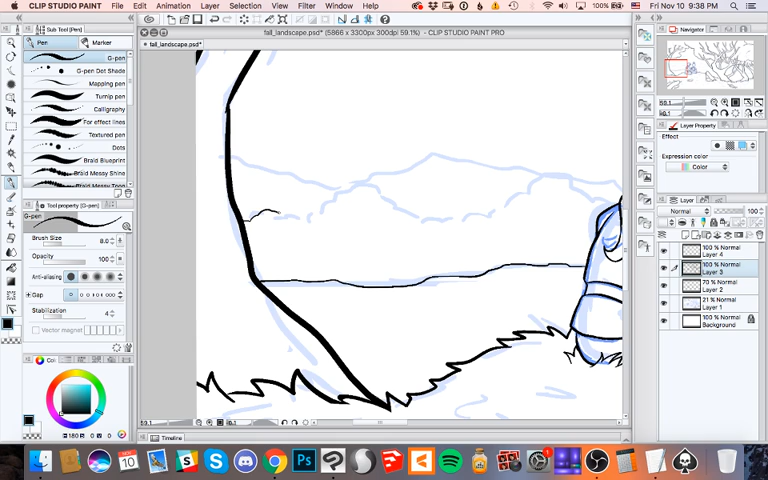 CLIP STUDIO PAINT File Edit Animation Layer Selection View Filter Window Help 100% Fri Nov 10 9:38 PM
fall_landscape.psd* (5866 x 3300px 300dpi 59.1%) - CLIP STUDIO PAINT PRO
Sub Tool [Pen]
Pen Marker
fall_landscape.psd*
Navigator
G-pen
G-pen Dot Shade
Mapping pen
Turnip pen
Calligraphy
For effect lines
Textured pen
Dots
Braid Blueprint
Braid Messy Shine
59.1
Layer Property
Effect
Expression color
Color
Tool property [G-pen]
G-pen
Brush Size 8.0
Opacity 100
Anti-aliasing
Gap
Stabilization 4
Vector magnet
Layer
Normal 100
100 % Normal
Layer 4
100 % Normal
Layer 3
70 % Normal
Layer 2
21 % Normal
Layer 1
100 % Normal
Background
59.1
Timeline
NOV
10